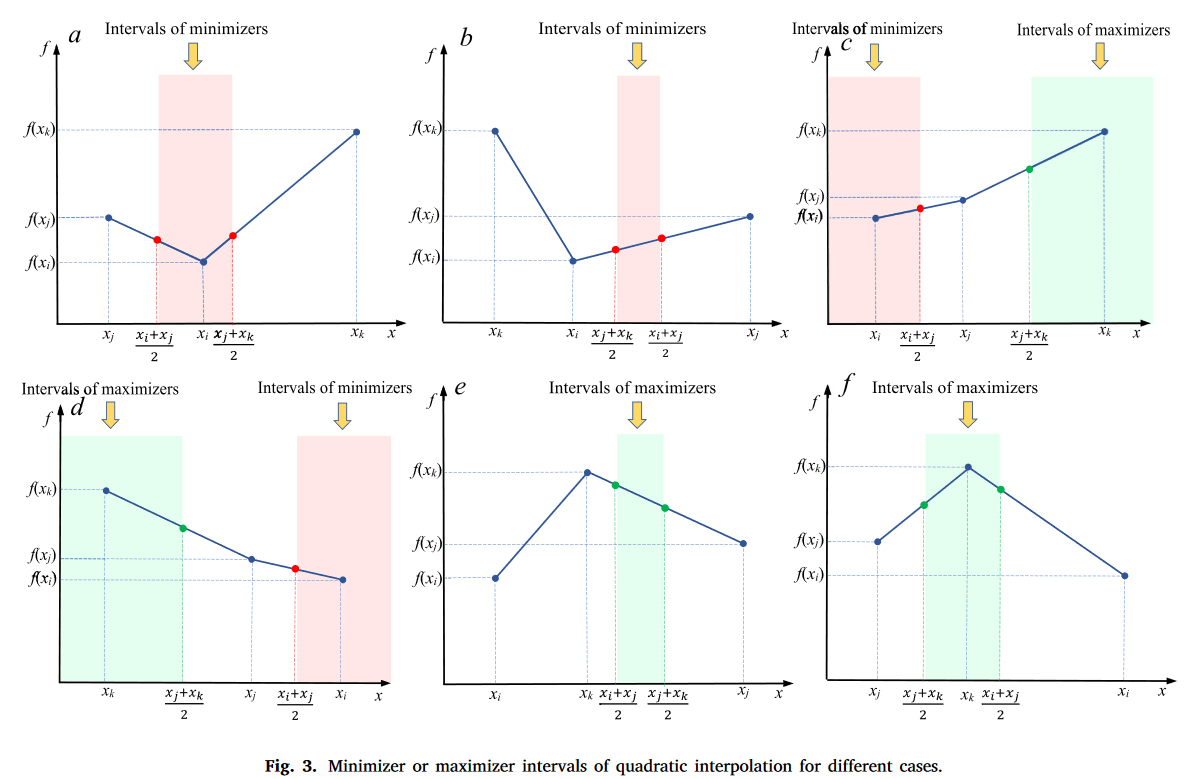 a
Intervals of minimizers
f
f(xₖ)
f(xⱼ)
f(xᵢ)
xⱼ
xᵢ+xⱼ
2
xᵢ
xⱼ+xₖ
2
xₖ
x
b
Intervals of minimizers
f
f(xₖ)
f(xⱼ)
f(xᵢ)
xₖ
xᵢ
xⱼ+xₖ
2
xᵢ+xⱼ
2
xⱼ
x
c
Intervals of minimizers
Intervals of maximizers
f
f(xₖ)
f(xⱼ)
f(xᵢ)
xᵢ
xᵢ+xⱼ
2
xⱼ
xⱼ+xₖ
2
xₖ
x
Intervals of maximizers
Intervals of minimizers
d
f
f(xₖ)
f(xⱼ)
f(xᵢ)
xₖ
xⱼ+xₖ
2
xⱼ
xᵢ+xⱼ
2
xᵢ
x
e
Intervals of maximizers
f
f(xₖ)
f(xⱼ)
f(xᵢ)
xᵢ
xₖ
xᵢ+xⱼ
2
xⱼ+xₖ
2
xⱼ
x
f
Intervals of maximizers
f
f(xₖ)
f(xⱼ)
f(xᵢ)
xⱼ
xⱼ+xₖ
2
xₖ
xᵢ+xⱼ
2
xᵢ
x
Fig. 3. Minimizer or maximizer intervals of quadratic interpolation for different cases.